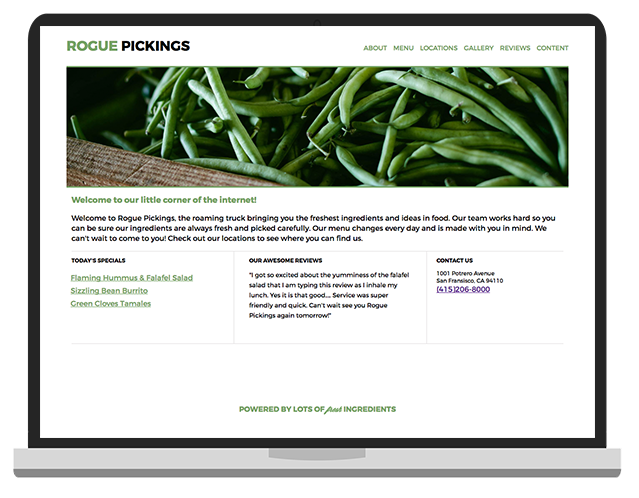 ROGUE PICKINGS
ABOUT MENU LOCATIONS GALLERY REVIEWS CONTENT
Welcome to our little corner of the internet!
Welcome to Rogue Pickings, the roaming truck bringing you the freshest ingredients and ideas in food. Our team works hard so you
can be sure our ingredients are always fresh and picked carefully. Our menu changes every day and is made with you in mind. We
can't wait to come to you! Check out our locations to see where you can find us.
TODAY'S SPECIALS
Flaming Hummus & Falafel Salad
Sizzling Bean Burrito
Green Cloves Tamales
OUR AWESOME REVIEWS
"I got so excited about the yumminess of the falafel
salad that I am typing this review as I inhale my
lunch. Yes it is that good.... Service was super
friendly and quick. Can't wait see you Rogue
Pickings again tomorrow!"
CONTACT US
1001 Potrero Avenue
San Fransisco, CA 94110
(415)206-8000
POWERED BY LOTS OF fresh INGREDIENTS